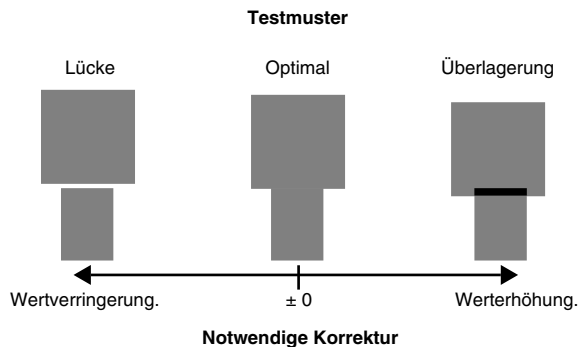 Testmuster
Lücke Optimal Überlagerung
Wertverringerung. ± 0 Werterhöhung.
Notwendige Korrektur